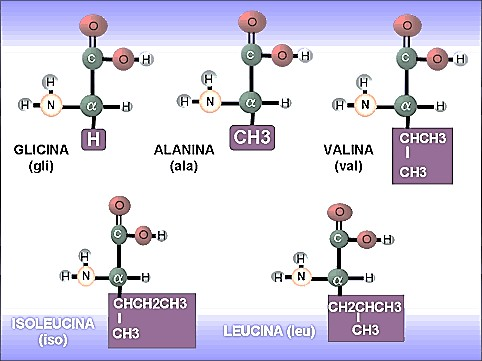 O
C
O
H
H
H
N
α
H
H
GLICINA
(gli)
O
C
O
H
H
H
N
α
H
CH3
ALANINA
(ala)
O
C
O
H
H
H
N
α
H
CHCH3
CH3
VALINA
(val)
O
C
O
H
H
H
N
α
H
CHCH2CH3
CH3
ISOLEUCINA
(iso)
O
C
O
H
H
H
N
α
H
CH2CHCH3
CH3
LEUCINA (leu)